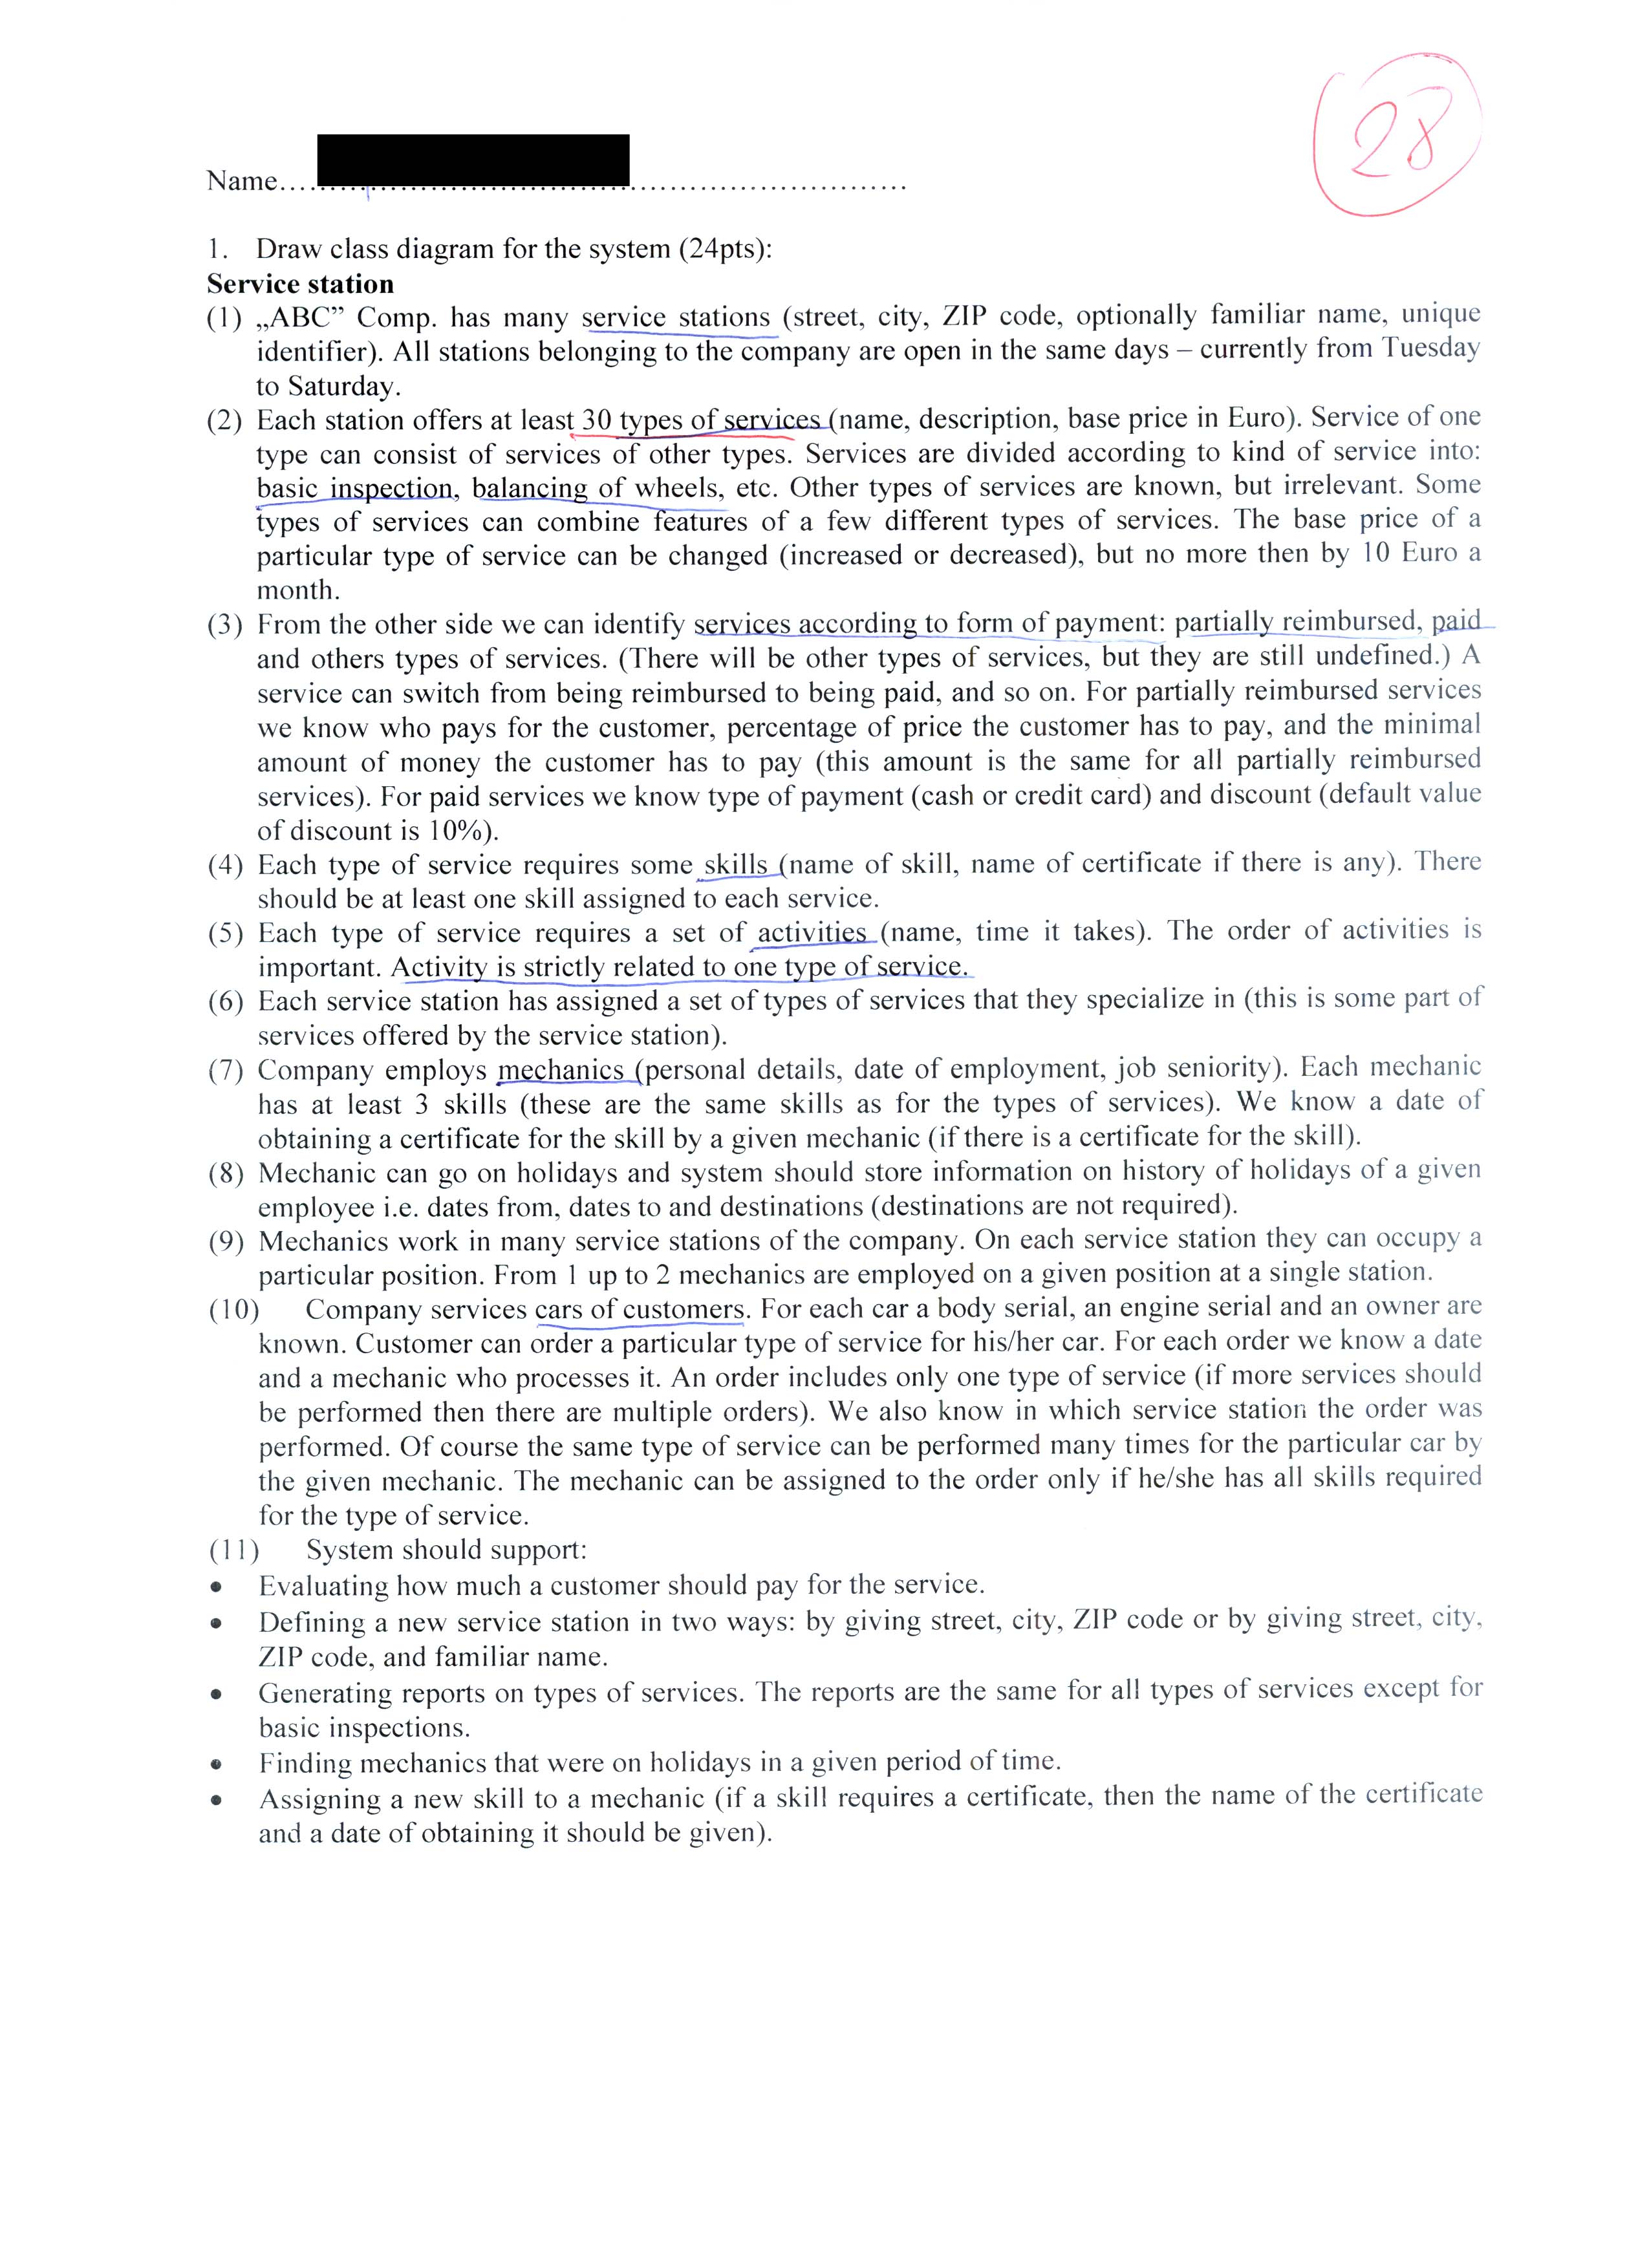 28
Name....................................................
1. Draw class diagram for the system (24pts):
Service station
(1) „ABC” Comp. has many service stations (street, city, ZIP code, optionally familiar name, unique
identifier). All stations belonging to the company are open in the same days – currently from Tuesday
to Saturday.
(2) Each station offers at least 30 types of services (name, description, base price in Euro). Service of one
type can consist of services of other types. Services are divided according to kind of service into:
basic inspection, balancing of wheels, etc. Other types of services are known, but irrelevant. Some
types of services can combine features of a few different types of services. The base price of a
particular type of service can be changed (increased or decreased), but no more then by 10 Euro a
month.
(3) From the other side we can identify services according to form of payment: partially reimbursed, paid
and others types of services. (There will be other types of services, but they are still undefined.) A
service can switch from being reimbursed to being paid, and so on. For partially reimbursed services
we know who pays for the customer, percentage of price the customer has to pay, and the minimal
amount of money the customer has to pay (this amount is the same for all partially reimbursed
services). For paid services we know type of payment (cash or credit card) and discount (default value
of discount is 10%).
(4) Each type of service requires some skills (name of skill, name of certificate if there is any). There
should be at least one skill assigned to each service.
(5) Each type of service requires a set of activities (name, time it takes). The order of activities is
important. Activity is strictly related to one type of service.
(6) Each service station has assigned a set of types of services that they specialize in (this is some part of
services offered by the service station).
(7) Company employs mechanics (personal details, date of employment, job seniority). Each mechanic
has at least 3 skills (these are the same skills as for the types of services). We know a date of
obtaining a certificate for the skill by a given mechanic (if there is a certificate for the skill).
(8) Mechanic can go on holidays and system should store information on history of holidays of a given
employee i.e. dates from, dates to and destinations (destinations are not required).
(9) Mechanics work in many service stations of the company. On each service station they can occupy a
particular position. From 1 up to 2 mechanics are employed on a given position at a single station.
(10) Company services cars of customers. For each car a body serial, an engine serial and an owner are
known. Customer can order a particular type of service for his/her car. For each order we know a date
and a mechanic who processes it. An order includes only one type of service (if more services should
be performed then there are multiple orders). We also know in which service station the order was
performed. Of course the same type of service can be performed many times for the particular car by
the given mechanic. The mechanic can be assigned to the order only if he/she has all skills required
for the type of service.
(11) System should support:
• Evaluating how much a customer should pay for the service.
• Defining a new service station in two ways: by giving street, city, ZIP code or by giving street, city,
ZIP code, and familiar name.
• Generating reports on types of services. The reports are the same for all types of services except for
basic inspections.
• Finding mechanics that were on holidays in a given period of time.
• Assigning a new skill to a mechanic (if a skill requires a certificate, then the name of the certificate
and a date of obtaining it should be given).